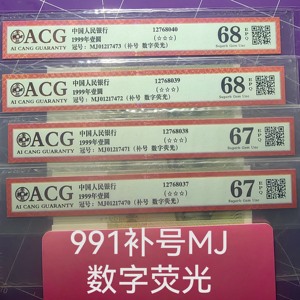 ACG
AI CANG GUARANTY
中国人民银行
1999年壹圆
12768040
(☆☆☆)
冠号: MJ01217473 (补号 数字荧光)
68 EPQ
Superb Gem Unc
ACG
AI CANG GUARANTY
中国人民银行
1999年壹圆
12768039
(☆☆☆)
冠号: MJ01217472 (补号 数字荧光)
68 EPQ
Superb Gem Unc
ACG
AI CANG GUARANTY
中国人民银行
1999年壹圆
12768038
(☆☆☆)
冠号: MJ01217471 (补号 数字荧光)
67 EPQ
Superb Gem Unc
ACG
AI CANG GUARANTY
中国人民银行
1999年壹圆
12768037
(☆☆☆)
冠号: MJ01217470 (补号 数字荧光)
67 EPQ
Superb Gem Unc
991补号MJ
数字荧光